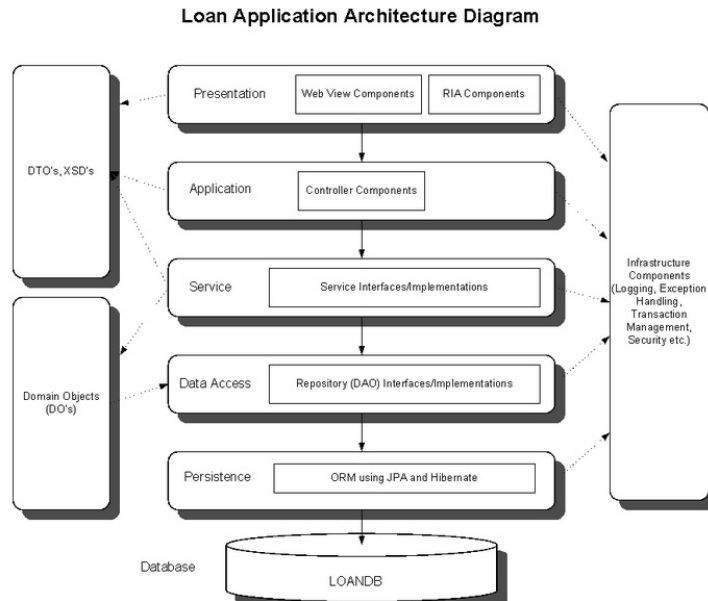 Loan Application Architecture Diagram
Presentation
Web View Components
RIA Components
DTO's, XSD's
Application
Controller Components
Infrastructure
Components
(Logging, Exception
Handling,
Transaction
Management,
Security etc.)
Service
Service Interfaces/Implementations
Domain Objects
(DO's)
Data Access
Repository (DAO) Interfaces/Implementations
Persistence
ORM using JPA and Hibernate
Database
LOANDB